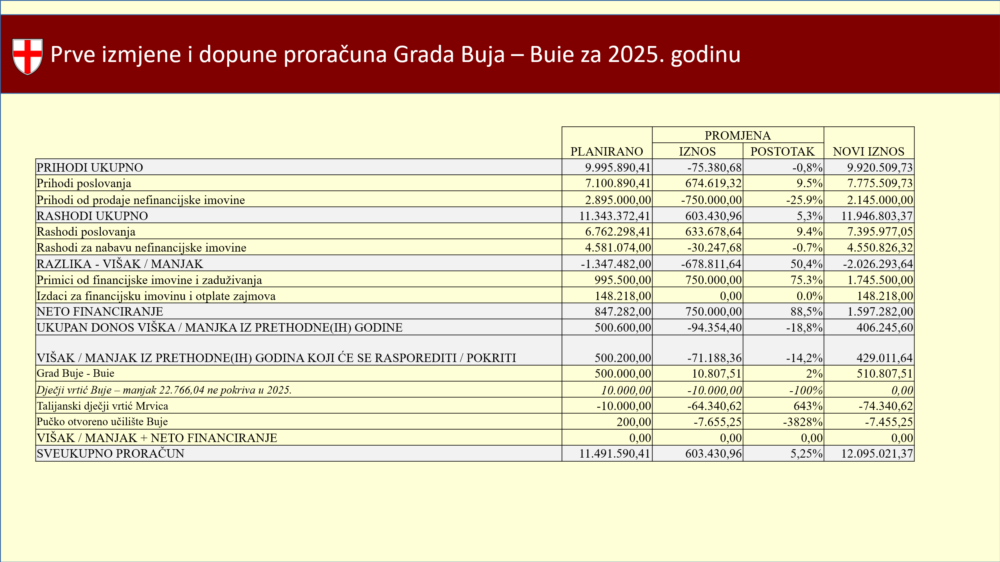 Prve izmjene i dopune proračuna Grada Buja – Buie za 2025. godinu
PLANIRANO PROMJENA NOVI IZNOS
IZNOS POSTOTAK
PRIHODI UKUPNO 9.995.890,41 -75.380,68 -0,8% 9.920.509,73
Prihodi poslovanja 7.100.890,41 674.619,32 9.5% 7.775.509,73
Prihodi od prodaje nefinancijske imovine 2.895.000,00 -750.000,00 -25.9% 2.145.000,00
RASHODI UKUPNO 11.343.372,41 603.430,96 5,3% 11.946.803,37
Rashodi poslovanja 6.762.298,41 633.678,64 9.4% 7.395.977,05
Rashodi za nabavu nefinancijske imovine 4.581.074,00 -30.247,68 -0.7% 4.550.826,32
RAZLIKA - VIŠAK / MANJAK -1.347.482,00 -678.811,64 50,4% -2.026.293,64
Primici od financijske imovine i zaduživanja 995.500,00 750.000,00 75.3% 1.745.500,00
Izdaci za financijsku imovinu i otplate zajmova 148.218,00 0,00 0.0% 148.218,00
NETO FINANCIRANJE 847.282,00 750.000,00 88,5% 1.597.282,00
UKUPAN DONOS VIŠKA / MANJKA IZ PRETHODNE(IH) GODINE 500.600,00 -94.354,40 -18,8% 406.245,60
VIŠAK / MANJAK IZ PRETHODNE(IH) GODINA KOJI ĆE SE RASPOREDITI / POKRITI 500.200,00 -71.188,36 -14,2% 429.011,64
Grad Buje - Buie 500.000,00 10.807,51 2% 510.807,51
Dječji vrtić Buje – manjak 22.766,04 ne pokriva u 2025. 10.000,00 -10.000,00 -100% 0,00
Talijanski dječji vrtić Mrvica -10.000,00 -64.340,62 643% -74.340,62
Pučko otvoreno učilište Buje 200,00 -7.655,25 -3828% -7.455,25
VIŠAK / MANJAK + NETO FINANCIRANJE 0,00 0,00 0,00 0,00
SVEUKUPNO PRORAČUN 11.491.590,41 603.430,96 5,25% 12.095.021,37